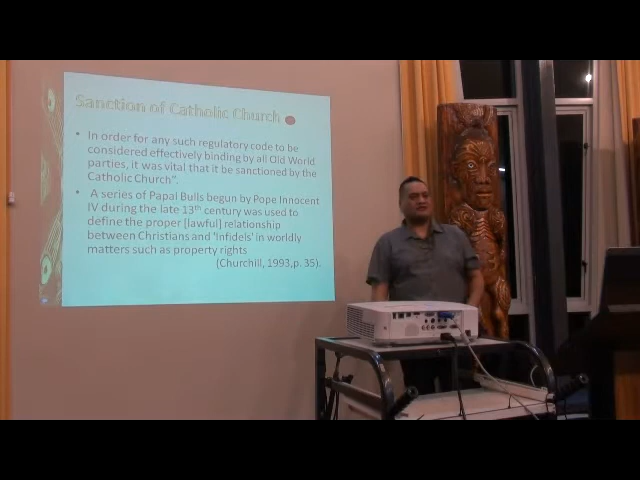 Sanction of Catholic Church
• In order for any such regulatory code to be
considered effectively binding by all Old World
parties, it was vital that it be sanctioned by the
Catholic Church".
• A series of Papal Bulls begun by Pope Innocent
IV during the late 13th century was used to
define the proper [lawful] relationship
between Christians and 'Infidels' in worldly
matters such as property rights
(Churchill, 1993,p. 35).